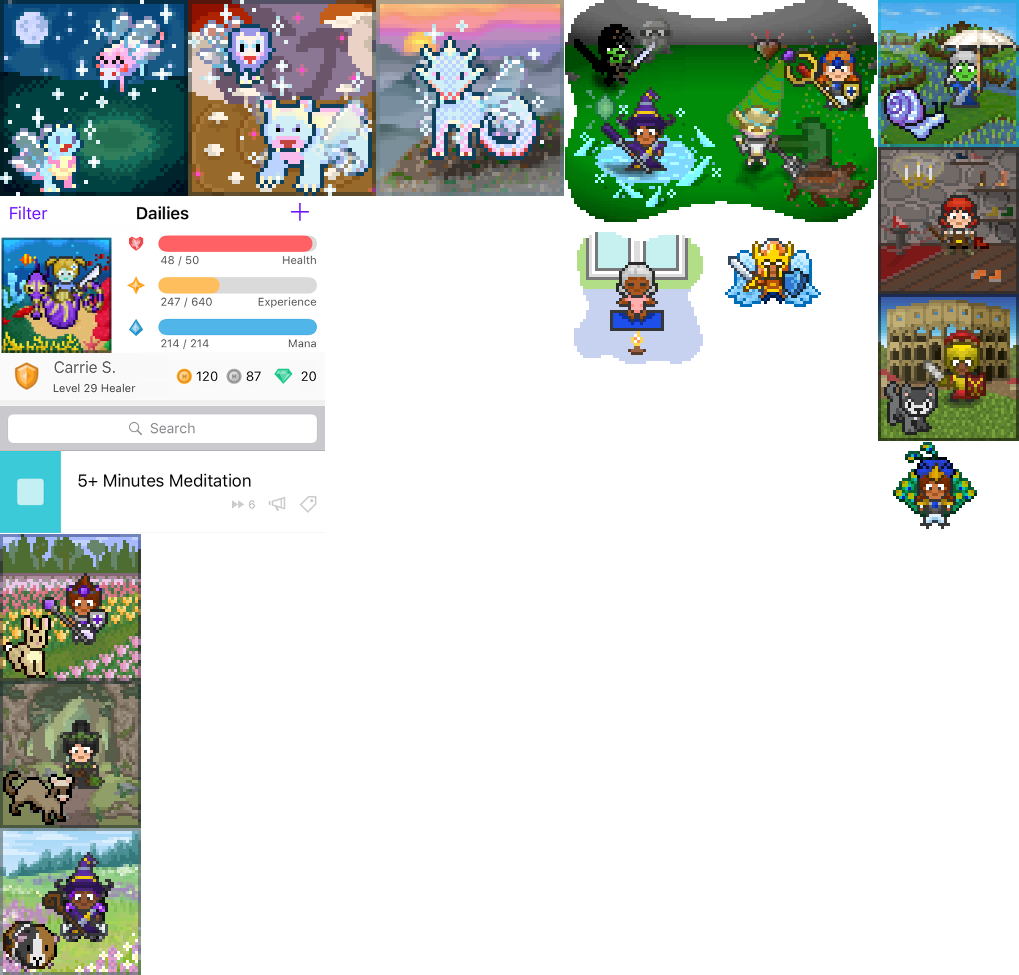 Filter
Dailies
48 / 50 Health
247 / 640 Experience
214 / 214 Mana
Carrie S.
Level 29 Healer
120 87 20
Search
5+ Minutes Meditation
6